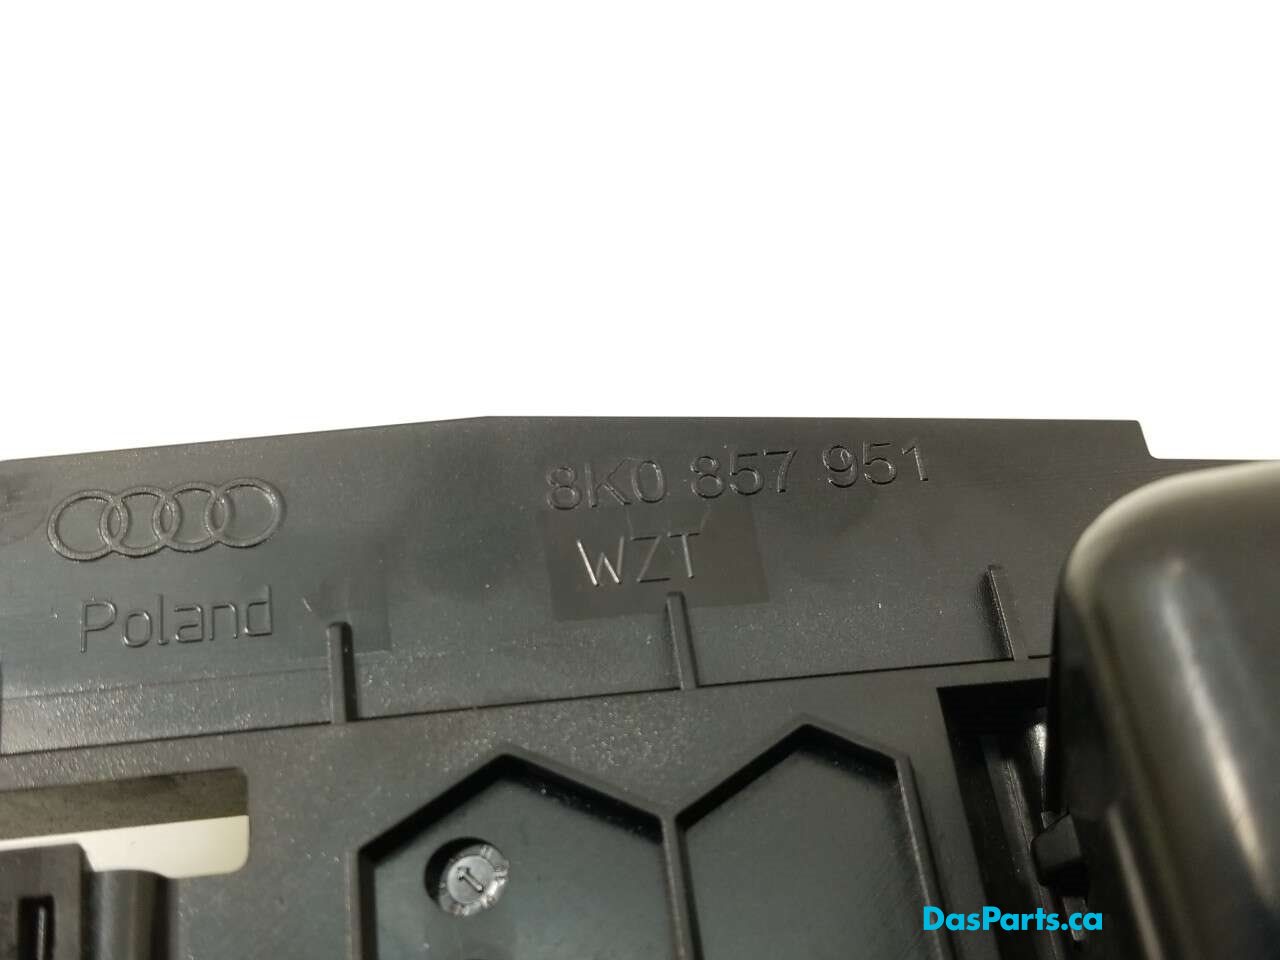 8K0 857 951
WZT
Poland
DasParts.ca